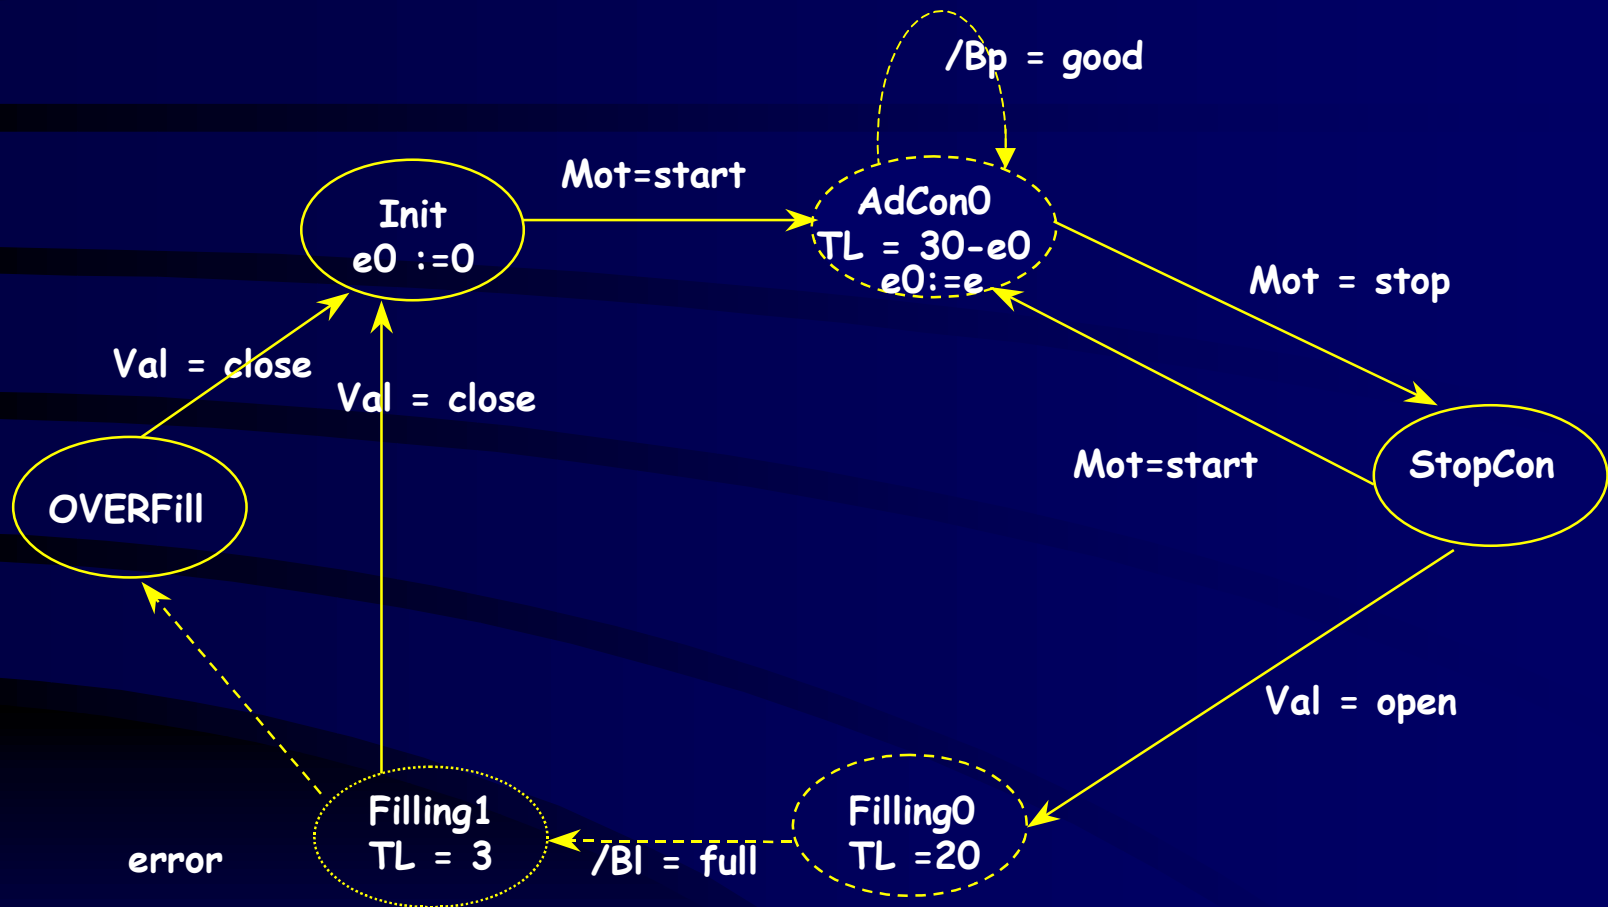 /Bp = good
Mot=start
Init
e0 :=0
AdCon0
TL = 30-e0
e0:=e
Mot = stop
Val = close
Val = close
Mot=start
StopCon
OVERFill
Val = open
Filling1
TL = 3
Filling0
TL =20
/Bl = full
error